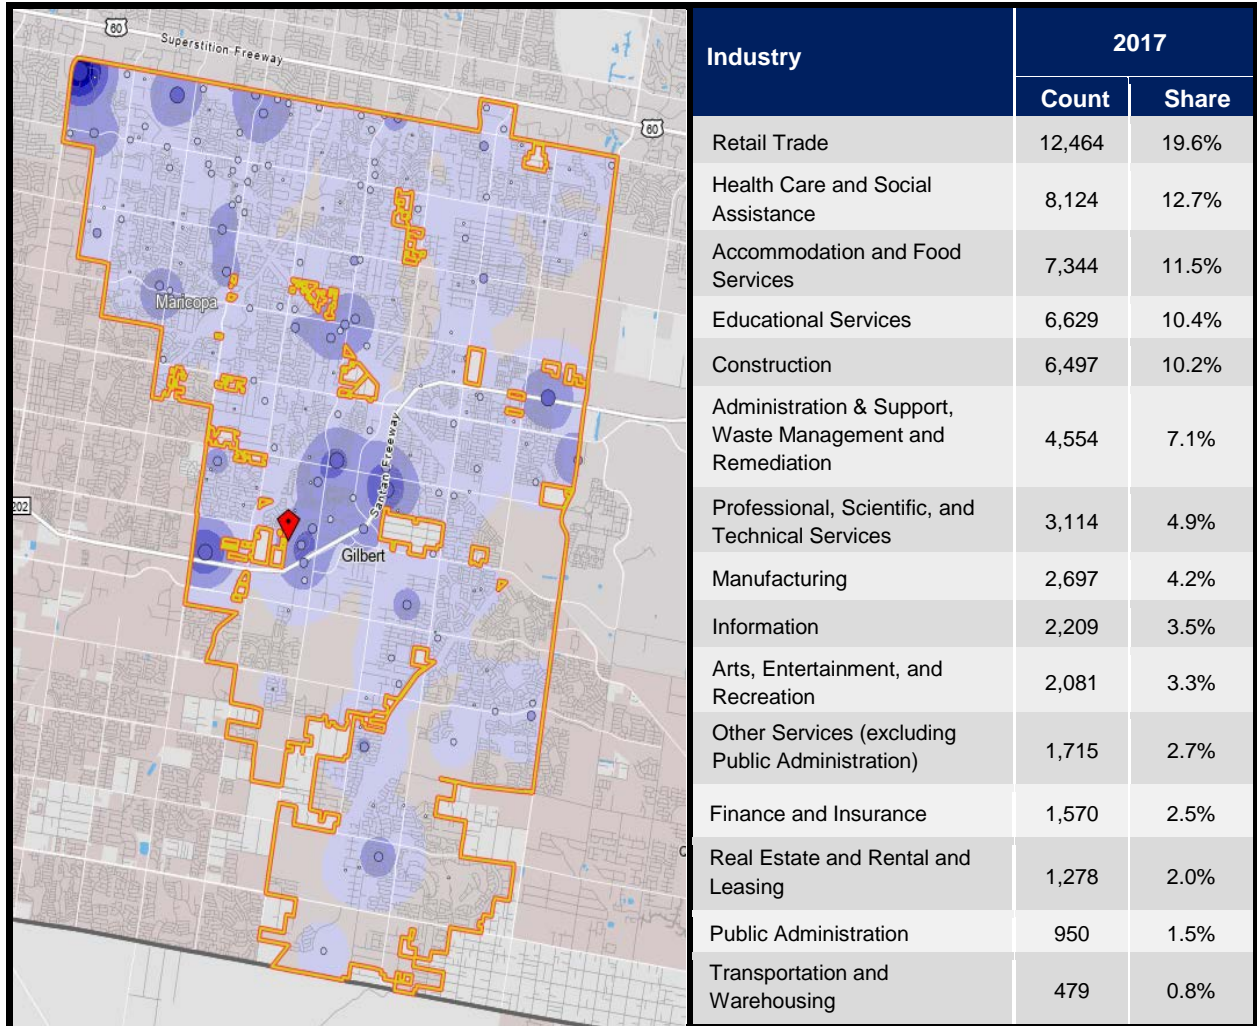 60
Superstition Freeway
60
Maricopa
Santan Freeway
202
Gilbert
Q
Industry
2017
Count Share
Retail Trade 12,464 19.6%
Health Care and Social
Assistance 8,124 12.7%
Accommodation and Food
Services 7,344 11.5%
Educational Services 6,629 10.4%
Construction 6,497 10.2%
Administration & Support,
Waste Management and 4,554 7.1%
Remediation
Professional, Scientific, and
Technical Services 3,114 4.9%
Manufacturing 2,697 4.2%
Information 2,209 3.5%
Arts, Entertainment, and
Recreation 2,081 3.3%
Other Services (excluding
Public Administration) 1,715 2.7%
Finance and Insurance 1,570 2.5%
Real Estate and Rental and
Leasing 1,278 2.0%
Public Administration 950 1.5%
Transportation and
Warehousing 479 0.8%